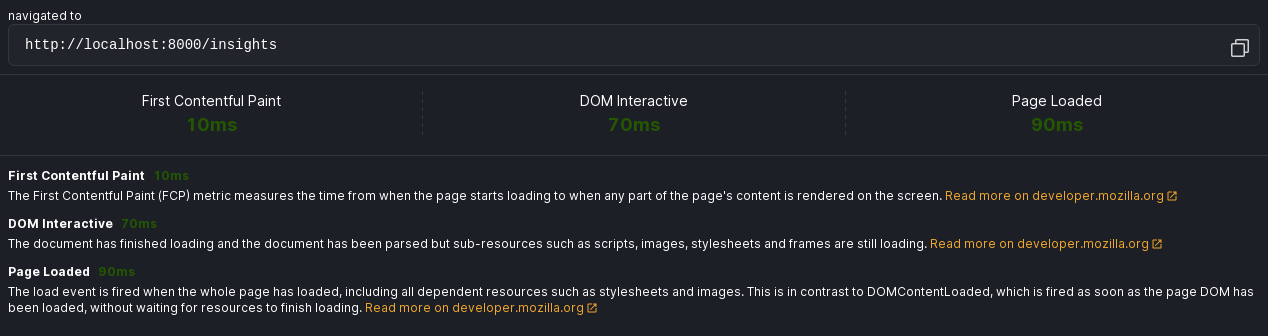 navigated to
http://localhost:8000/insights
First Contentful Paint
10ms
DOM Interactive
70ms
Page Loaded
90ms
First Contentful Paint 10ms
The First Contentful Paint (FCP) metric measures the time from when the page starts loading to when any part of the page's content is rendered on the screen. Read more on developer.mozilla.org
DOM Interactive 70ms
The document has finished loading and the document has been parsed but sub-resources such as scripts, images, stylesheets and frames are still loading. Read more on developer.mozilla.org
Page Loaded 90ms
The load event is fired when the whole page has loaded, including all dependent resources such as stylesheets and images. This is in contrast to DOMContentLoaded, which is fired as soon as the page DOM has
been loaded, without waiting for resources to finish loading. Read more on developer.mozilla.org